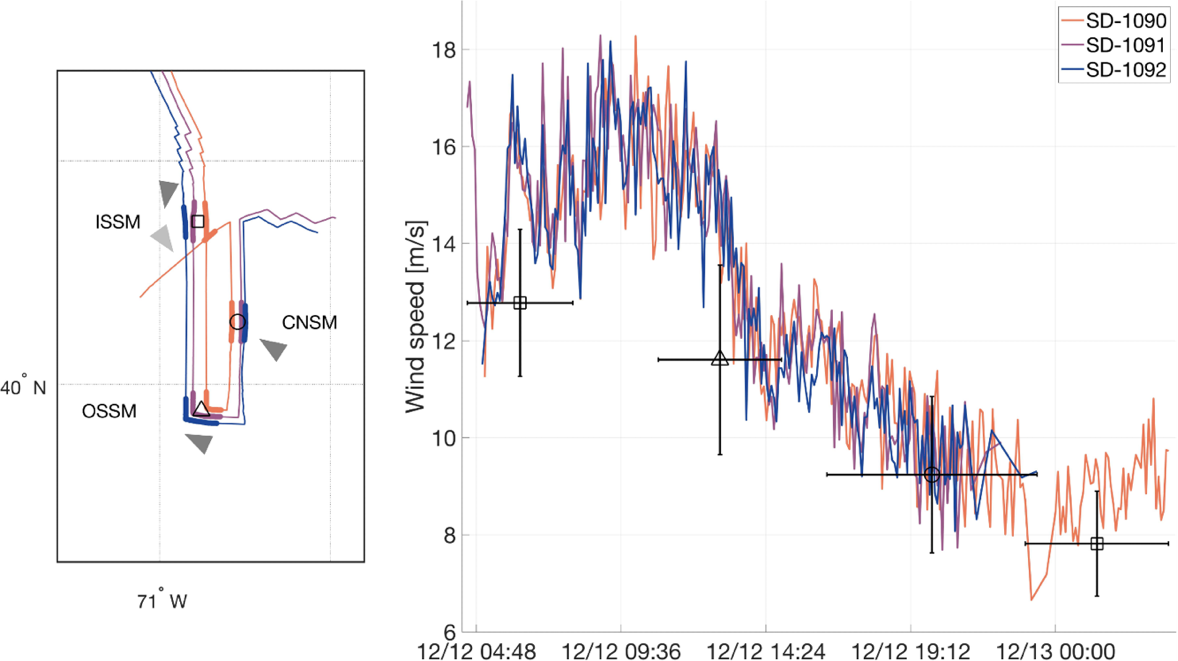 ISSM
CNSM
40° N
OSSM
71° W
Wind speed [m/s]
18
16
14
12
10
8
6
12/12 04:48
12/12 09:36
12/12 14:24
12/12 19:12
12/13 00:00
SD-1090
SD-1091
SD-1092